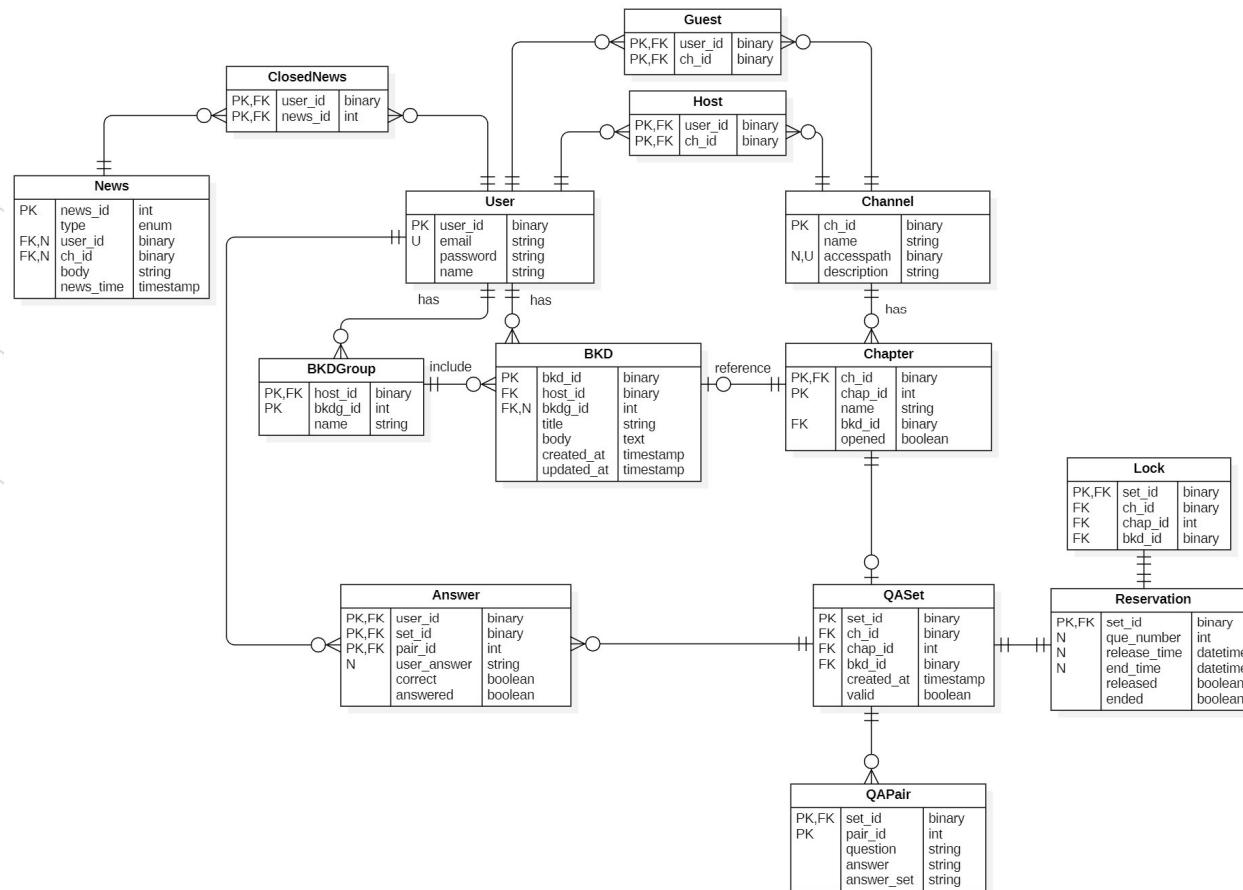 Guest
PK,FK user_id binary
PK,FK ch_id binary
ClosedNews
PK,FK user_id binary
PK,FK news_id int
Host
PK,FK user_id binary
PK,FK ch_id binary
News
PK news_id int
type enum
FK,N user_id binary
FK,N ch_id binary
body string
news_time timestamp
User
PK user_id binary
U email string
password string
name string
Channel
PK ch_id binary
name string
N,U accesspath binary
description string
has
has
has
BKDGroup
PK,FK host_id binary
PK bkdg_id int
name string
include
BKD
PK bkd_id binary
FK host_id binary
FK,N bkdg_id int
title string
body text
created_at timestamp
updated_at timestamp
reference
Chapter
PK,FK ch_id binary
PK chap_id int
name string
FK bkd_id binary
opened boolean
Lock
PK,FK set_id binary
FK ch_id binary
FK chap_id int
FK bkd_id binary
Answer
PK,FK user_id binary
PK,FK set_id binary
PK,FK pair_id int
N user_answer string
correct boolean
answered boolean
QASet
PK set_id binary
FK ch_id binary
FK chap_id int
FK bkd_id binary
created_at timestamp
valid boolean
Reservation
PK,FK set_id binary
N que_number int
N release_time datetime
N end_time datetime
released boolean
ended boolean
QAPair
PK,FK set_id binary
PK pair_id int
question string
answer string
answer_set string